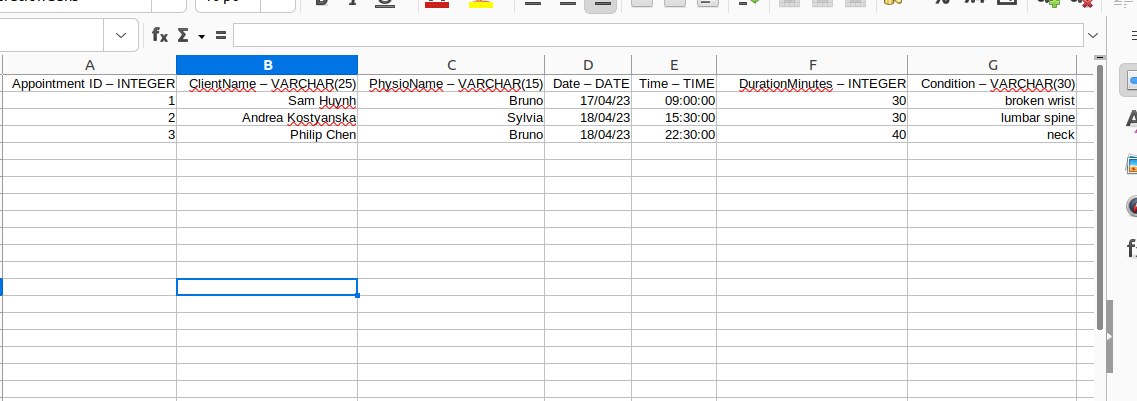 fx Σ =
A B C D E F G
Appointment ID – INTEGER ClientName – VARCHAR(25) PhysioName – VARCHAR(15) Date – DATE Time – TIME DurationMinutes – INTEGER Condition – VARCHAR(30)
1 Sam Huynh Bruno 17/04/23 09:00:00 30 broken wrist
2 Andrea Kostyanska Sylvia 18/04/23 15:30:00 30 lumbar spine
3 Philip Chen Bruno 18/04/23 22:30:00 40 neck